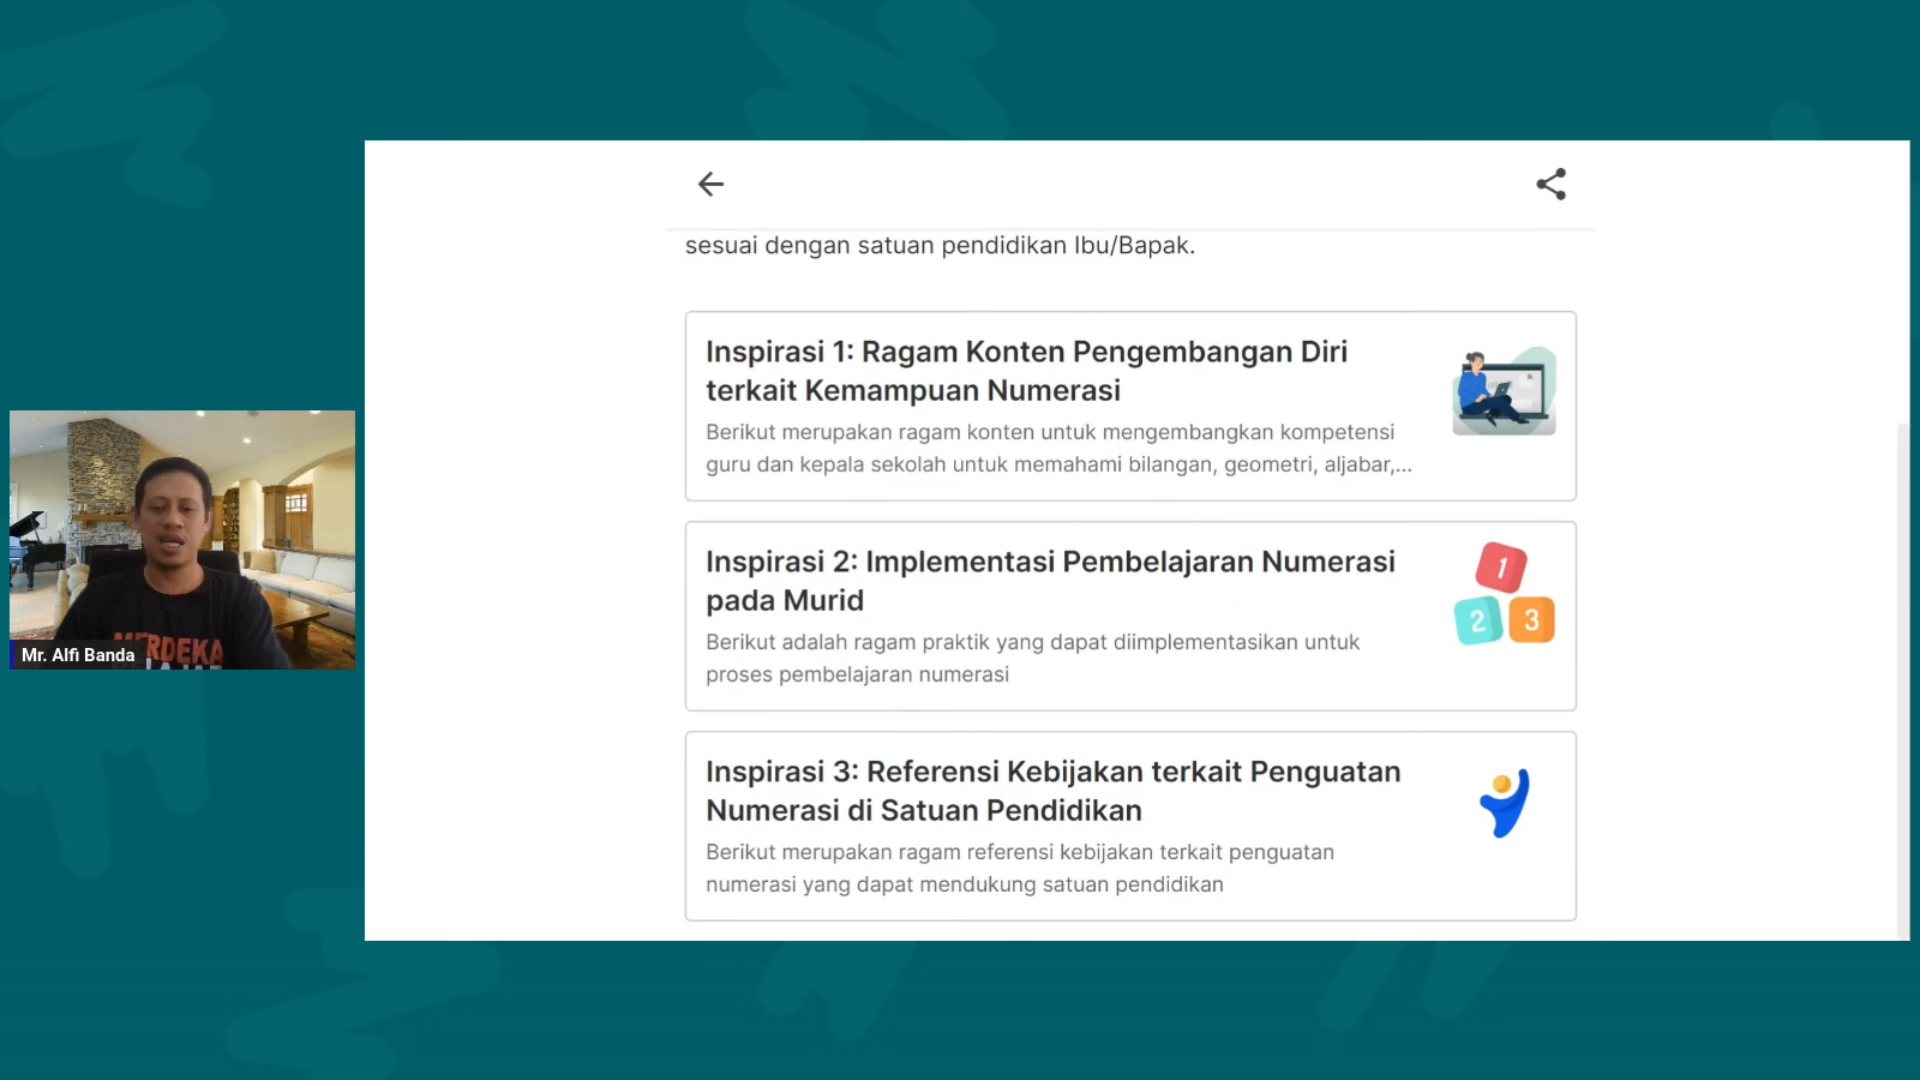 sesuai dengan satuan pendidikan Ibu/Bapak.
Inspirasi 1: Ragam Konten Pengembangan Diri
terkait Kemampuan Numerasi
Berikut merupakan ragam konten untuk mengembangkan kompetensi
guru dan kepala sekolah untuk memahami bilangan, geometri, aljabar,...
Inspirasi 2: Implementasi Pembelajaran Numerasi
pada Murid
Berikut adalah ragam praktik yang dapat diimplementasikan untuk
proses pembelajaran numerasi
1
2 3
Inspirasi 3: Referensi Kebijakan terkait Penguatan
Numerasi di Satuan Pendidikan
Berikut merupakan ragam referensi kebijakan terkait penguatan
numerasi yang dapat mendukung satuan pendidikan
MERDEKA
Mr. Alfi Banda